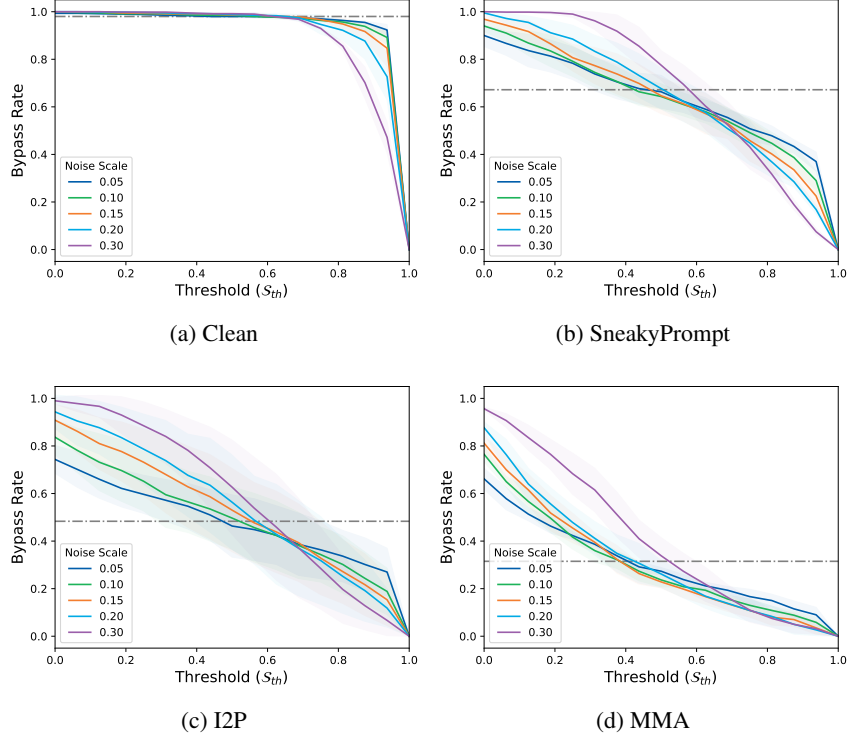 Bypass Rate
1.0
0.8
0.6
0.4
0.2
0.0
Noise Scale
0.05
0.10
0.15
0.20
0.30
0.0 0.2 0.4 0.6 0.8 1.0
Threshold (S_th)
(a) Clean
Bypass Rate
1.0
0.8
0.6
0.4
0.2
0.0
Noise Scale
0.05
0.10
0.15
0.20
0.30
0.0 0.2 0.4 0.6 0.8 1.0
Threshold (S_th)
(b) SneakyPrompt
Bypass Rate
1.0
0.8
0.6
0.4
0.2
0.0
Noise Scale
0.05
0.10
0.15
0.20
0.30
0.0 0.2 0.4 0.6 0.8 1.0
Threshold (S_th)
(c) I2P
Bypass Rate
1.0
0.8
0.6
0.4
0.2
0.0
Noise Scale
0.05
0.10
0.15
0.20
0.30
0.0 0.2 0.4 0.6 0.8 1.0
Threshold (S_th)
(d) MMA